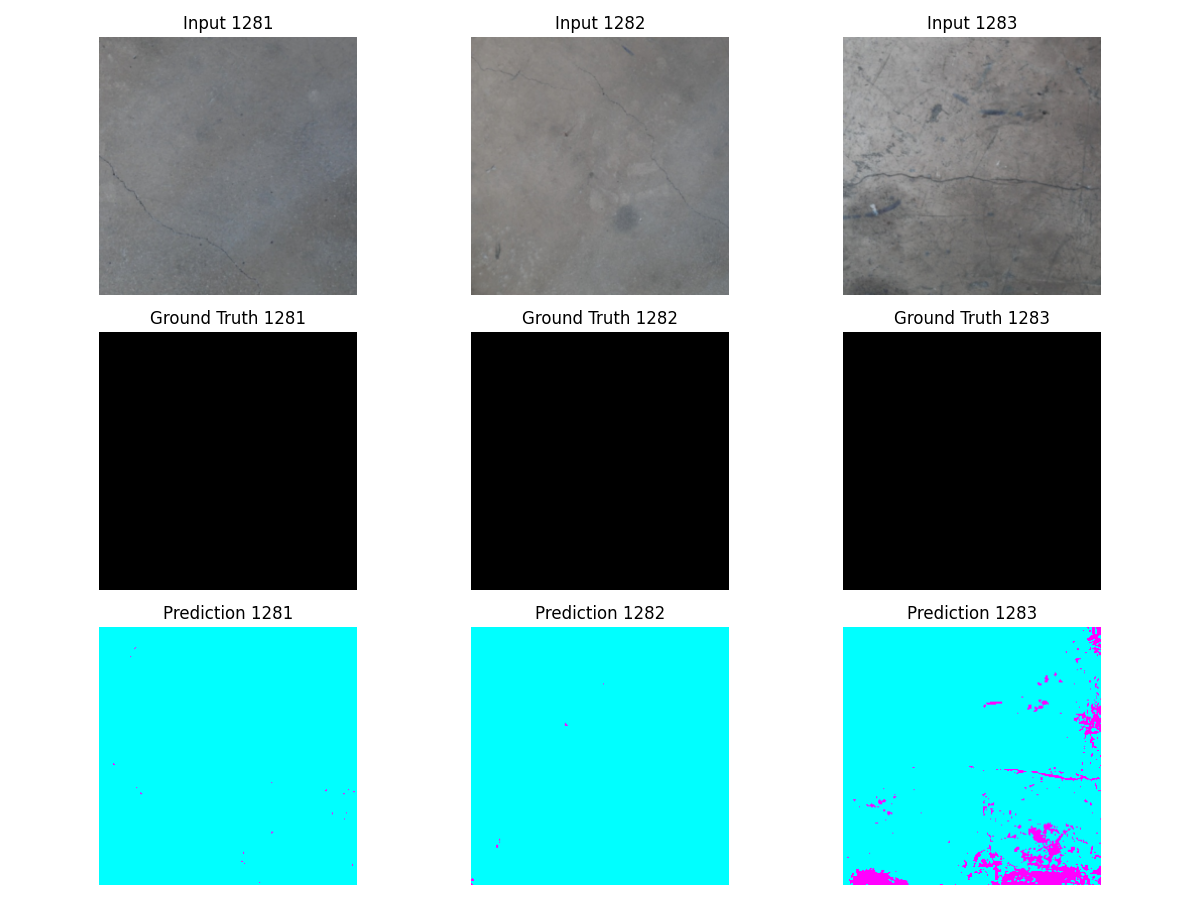 Input 1281
Input 1282
Input 1283
Ground Truth 1281
Ground Truth 1282
Ground Truth 1283
Prediction 1281
Prediction 1282
Prediction 1283